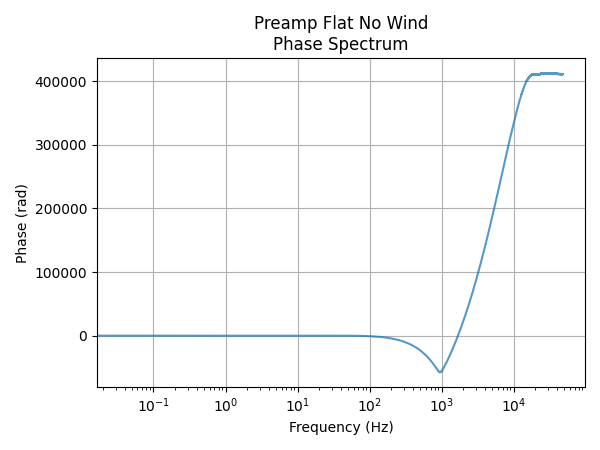 Preamp Flat No Wind
Phase Spectrum
Phase (rad)
400000
300000
200000
100000
0
10⁻¹
10⁰
10¹
10²
10³
10⁴
Frequency (Hz)